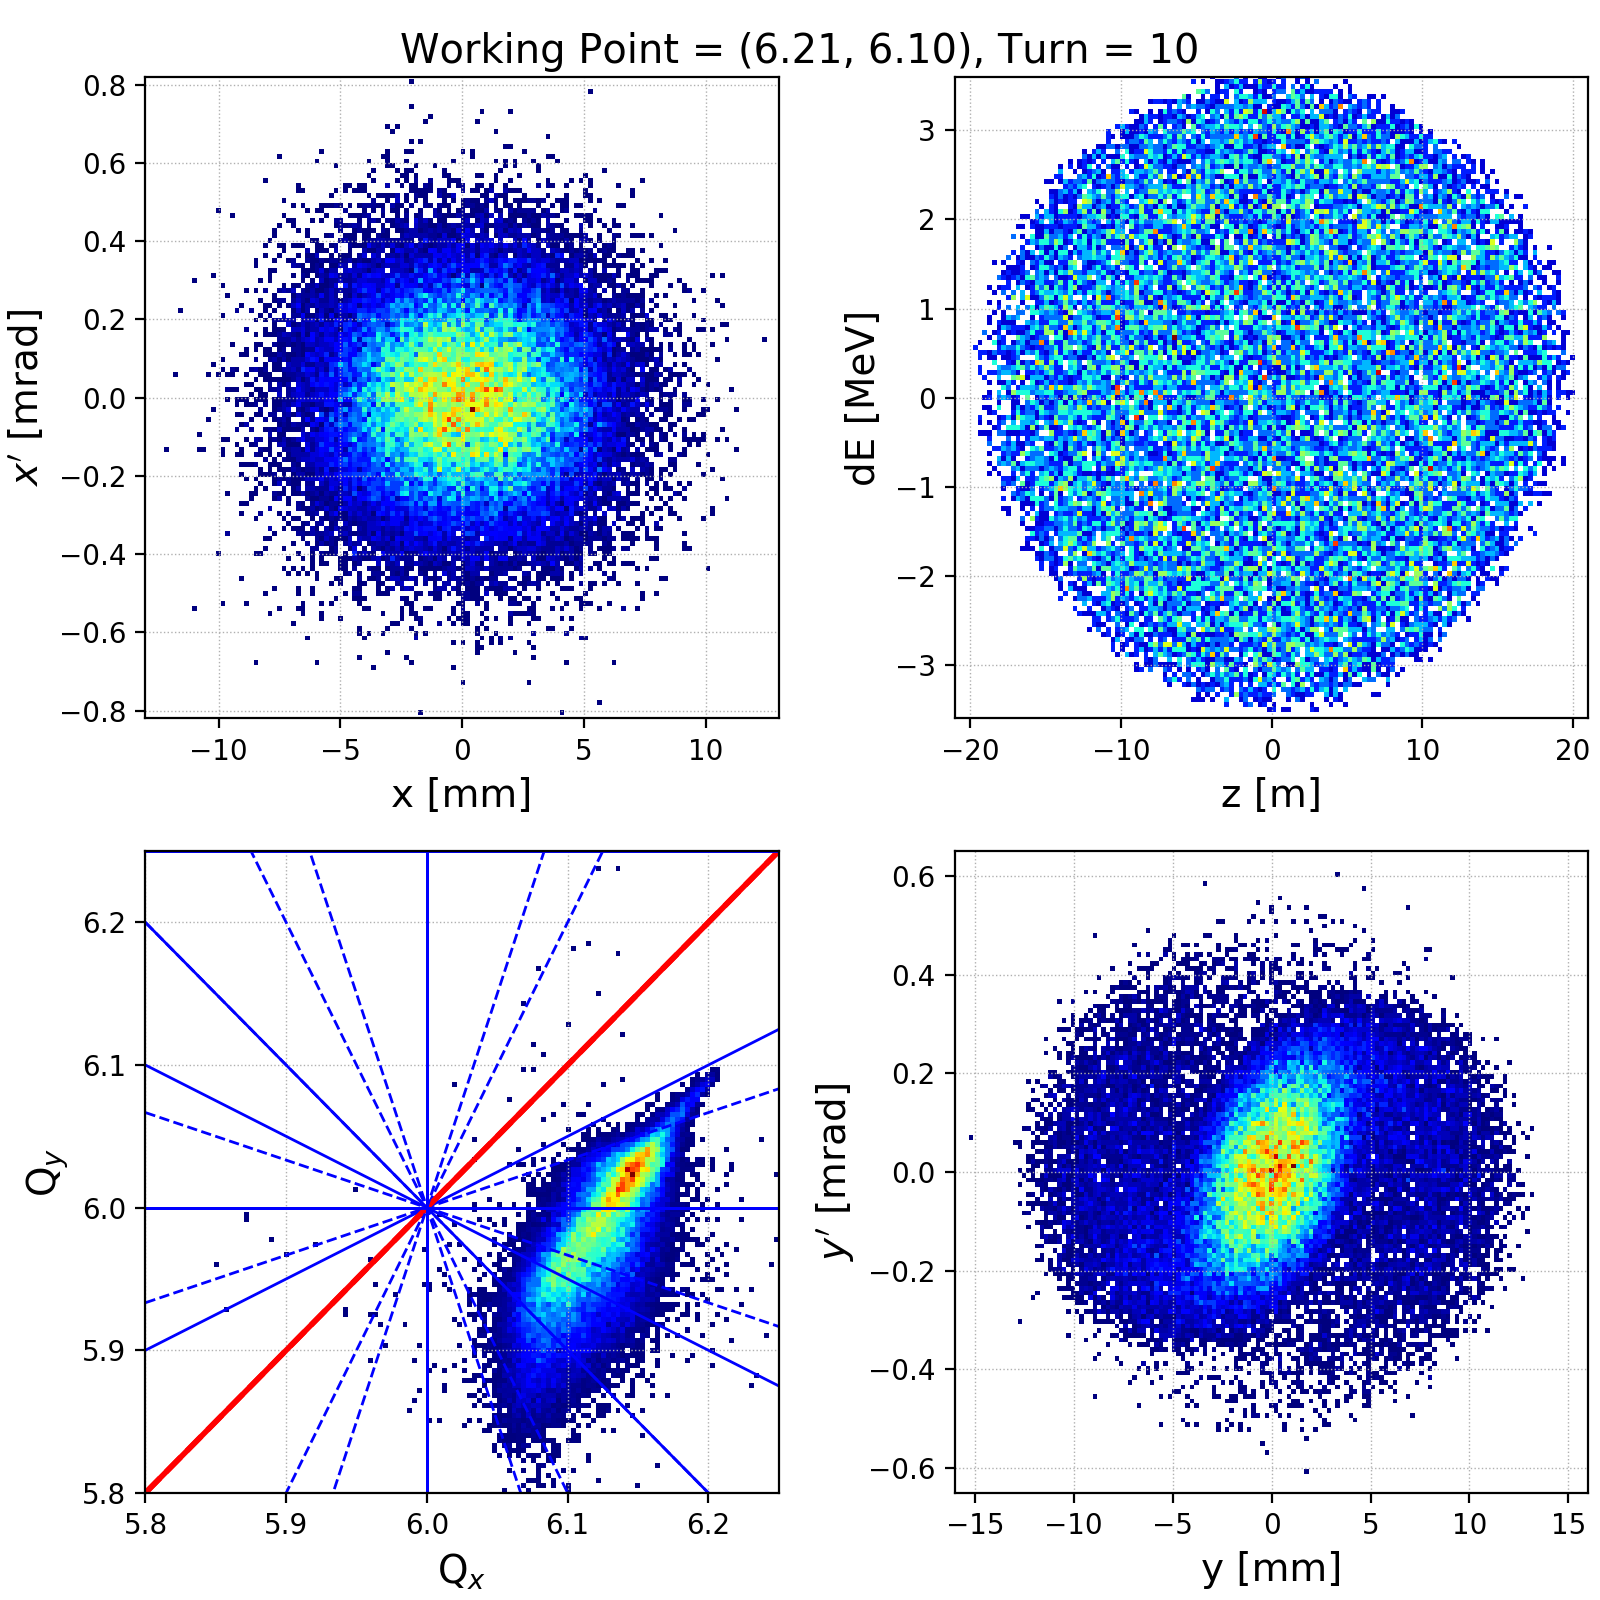 Working Point = (6.21, 6.10), Turn = 10
0.8
0.6
0.4
0.2
0.0
−0.2
−0.4
−0.6
−0.8
x′ [mrad]
−10 −5 0 5 10
x [mm]
3
2
1
0
−1
−2
−3
dE [MeV]
−20 −10 0 10 20
z [m]
6.2
6.1
6.0
5.9
5.8
Qy
5.8 5.9 6.0 6.1 6.2
Qx
0.6
0.4
0.2
0.0
−0.2
−0.4
−0.6
y′ [mrad]
−15 −10 −5 0 5 10 15
y [mm]